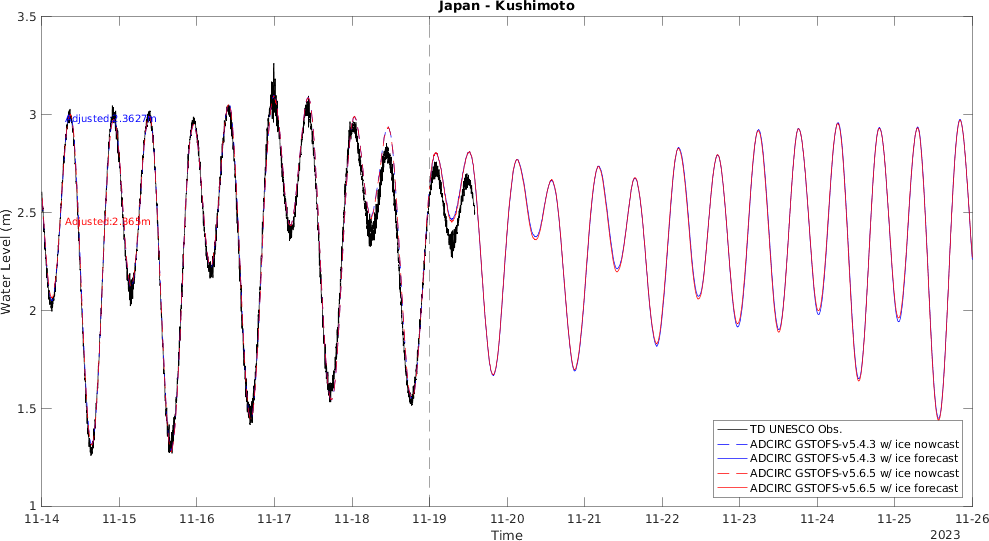 Japan - Kushimoto
3.5
3
2.5
2
1.5
1
Water Level (m)
Adjusted:2.3627m
Adjusted:2.365m
TD UNESCO Obs.
ADCIRC GSTOFS-v5.4.3 w/ ice nowcast
ADCIRC GSTOFS-v5.4.3 w/ ice forecast
ADCIRC GSTOFS-v5.6.5 w/ ice nowcast
ADCIRC GSTOFS-v5.6.5 w/ ice forecast
11-14 11-15 11-16 11-17 11-18 11-19 11-20 11-21 11-22 11-23 11-24 11-25 11-26
Time
2023